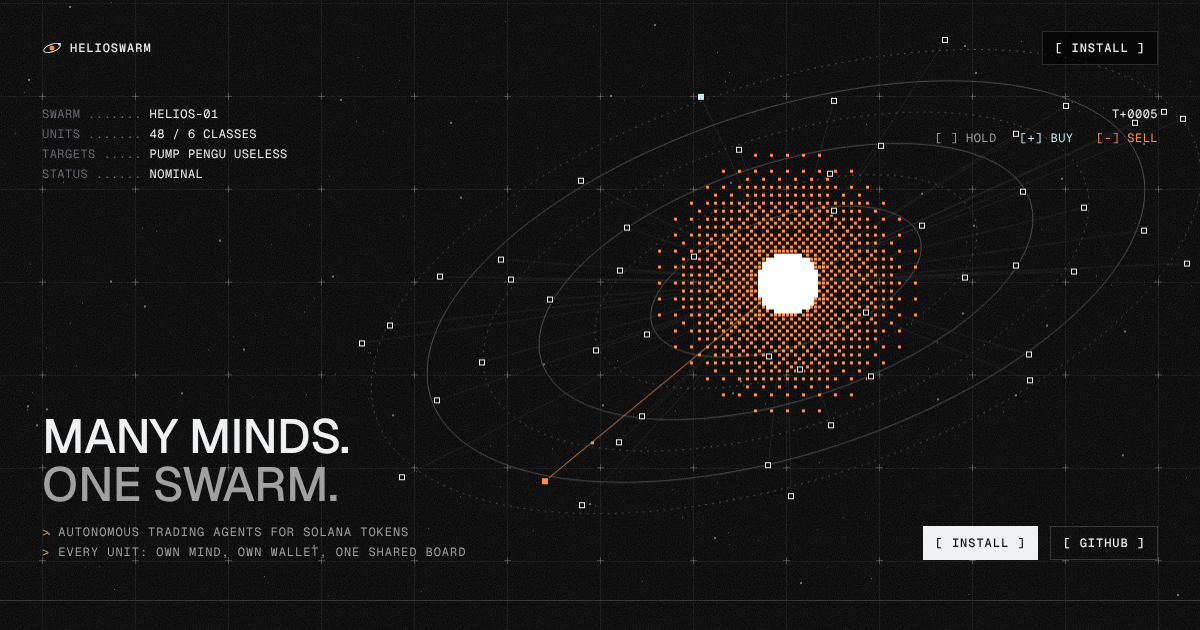 HELIOSWARM
[ INSTALL ]
SWARM ....... HELIOS-01
UNITS ....... 48 / 6 CLASSES
TARGETS ..... PUMP PENGU USELESS
STATUS ...... NOMINAL
T+0005
[ ] HOLD [+] BUY [-] SELL
MANY MINDS.
ONE SWARM.
> AUTONOMOUS TRADING AGENTS FOR SOLANA TOKENS
> EVERY UNIT: OWN MIND, OWN WALLET, ONE SHARED BOARD
[ INSTALL ] [ GITHUB ]